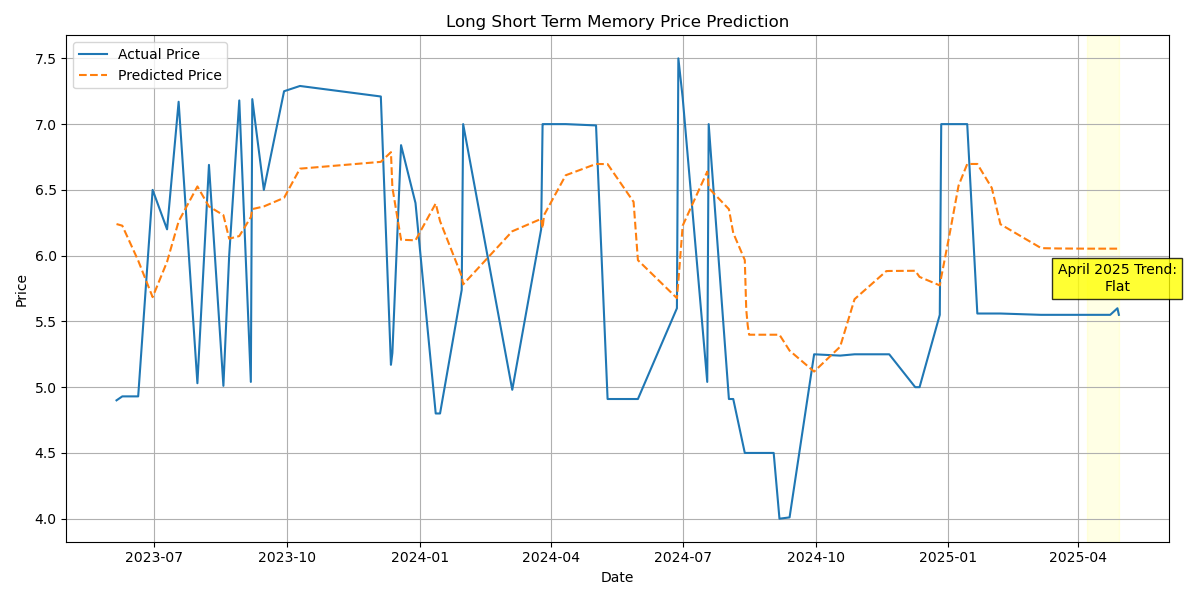 Long Short Term Memory Price Prediction
Actual Price
Predicted Price
7.5
7.0
6.5
6.0
5.5
5.0
4.5
4.0
Price
April 2025 Trend:
Flat
2023-07
2023-10
2024-01
2024-04
2024-07
2024-10
2025-01
2025-04
Date